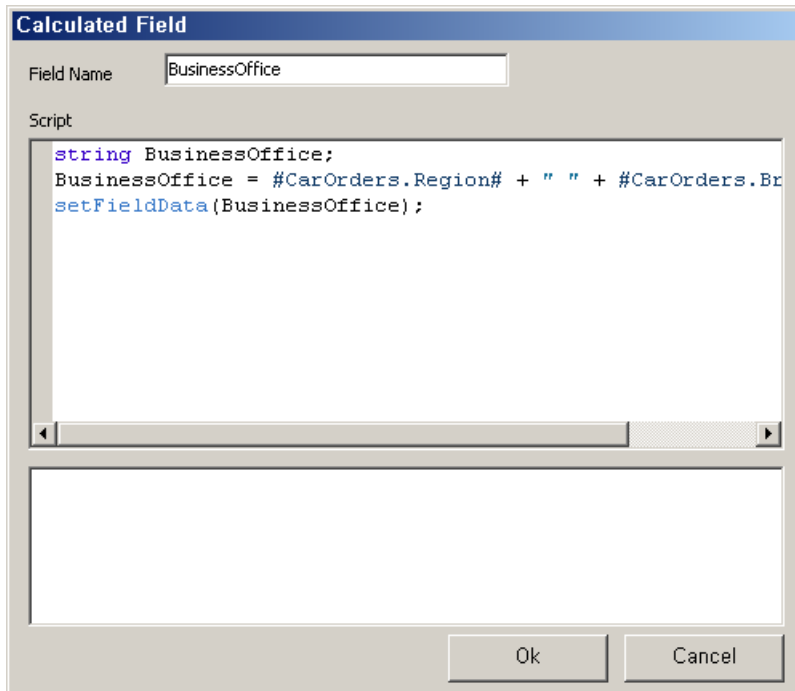 Calculated Field
Field Name BusinessOffice
Script
string BusinessOffice;
BusinessOffice = #CarOrders.Region# + " " + #CarOrders.Br
setFieldData(BusinessOffice);
Ok Cancel